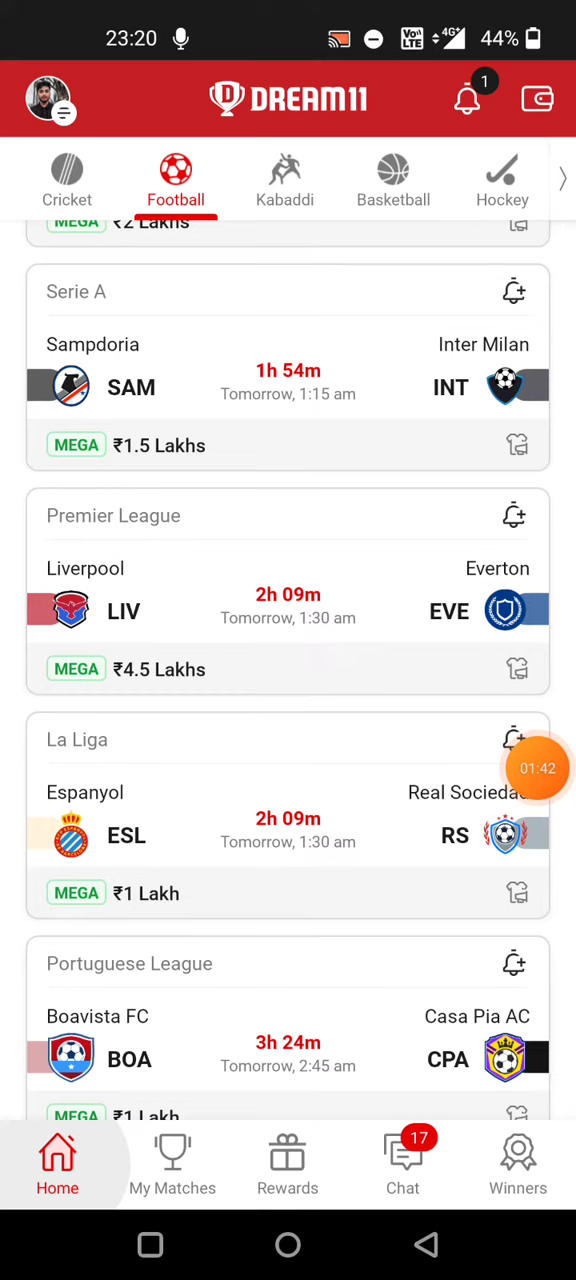 23:20
VoLTE 4G+ 44%
DREAM11
1
Cricket Football Kabaddi Basketball Hockey
MEGA ₹2 Lakhs
Serie A
Sampdoria Inter Milan
SAM 1h 54m INT
Tomorrow, 1:15 am
MEGA ₹1.5 Lakhs
Premier League
Liverpool Everton
LIV 2h 09m EVE
Tomorrow, 1:30 am
MEGA ₹4.5 Lakhs
La Liga
01:42
Espanyol Real Sociedad
ESL 2h 09m RS
Tomorrow, 1:30 am
MEGA ₹1 Lakh
Portuguese League
Boavista FC Casa Pia AC
BOA 3h 24m CPA
Tomorrow, 2:45 am
MEGA ₹1 Lakh
17
Home My Matches Rewards Chat Winners